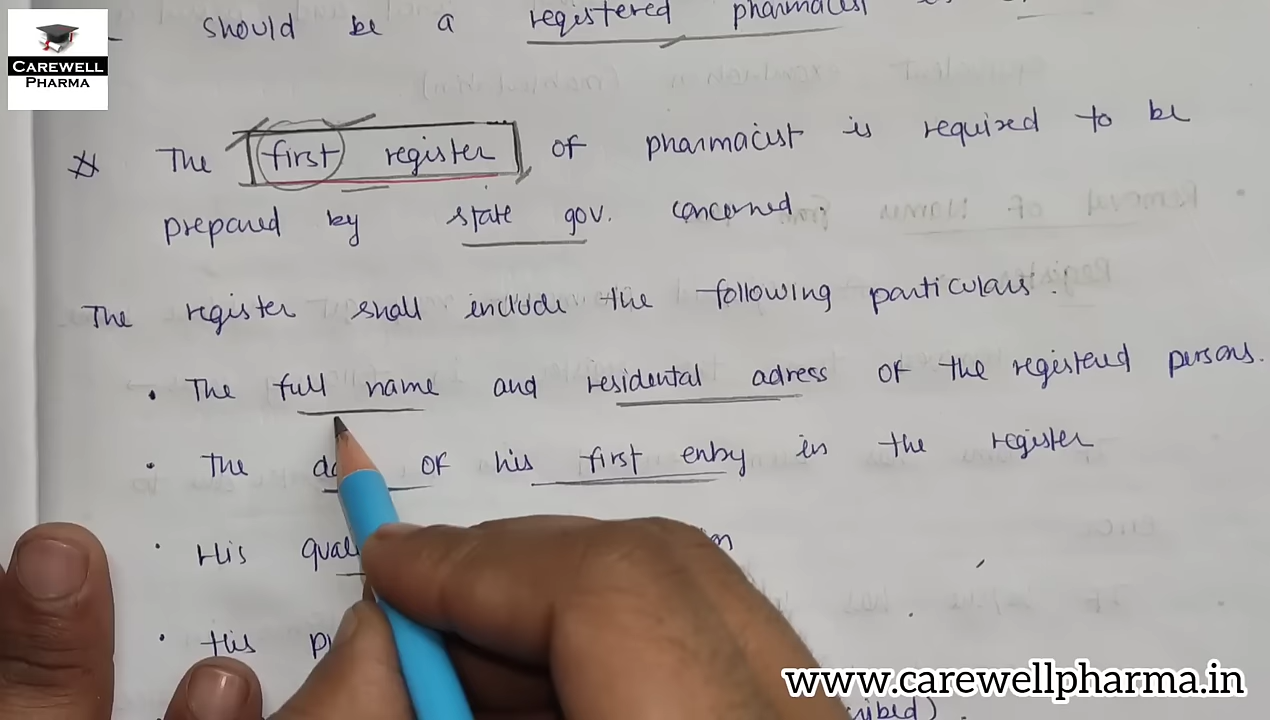 should be a registered pharmacist
CAREWELL
PHARMA
The first register of pharmacist is required to be
prepared by state gov. concerned.
The register shall include the following particulars:
• The full name and residental adress of the registered persons.
• The of his first entry in the register
• His
• His
www.carewellpharma.in